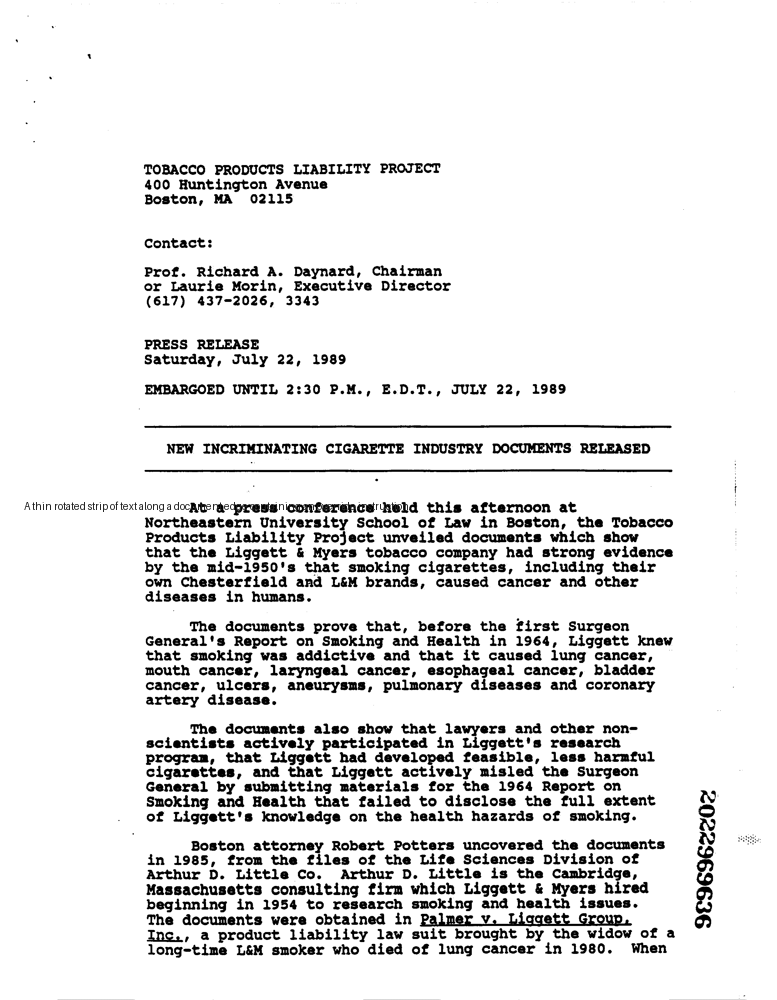 TOBACCO PRODUCTS LIABILITY PROJECT
400 Huntington Avenue
Boston, MA 02115
Contact:
Prof. Richard A. Daynard, Chairman
or Laurie Morin, Executive Director
(617) 437-2026, 3343
PRESS RELEASE
Saturday, July 22, 1989
EMBARGOED UNTIL 2:30 P.M., E.D.T., JULY 22, 1989
NEW INCRIMINATING CIGARETTE INDUSTRY DOCUMENTS RELEASED
A thin rotated strip of text along a
At a press conference held this afternoon at
Northeastern University School of Law in Boston, the Tobacco
Products Liability Project unveiled documents which show
that the Liggett & Myers tobacco company had strong evidence
by the mid-1950's that smoking cigarettes, including their
own Chesterfield and L&M brands, caused cancer and other
diseases in humans.
The documents prove that, before the first Surgeon
General's Report on Smoking and Health in 1964, Liggett knew
that smoking was addictive and that it caused lung cancer,
mouth cancer, laryngeal cancer, esophageal cancer, bladder
cancer, ulcers, aneurysms, pulmonary diseases and coronary
artery disease.
The documents also show that lawyers and other non-
scientists actively participated in Liggett's research
program, that Liggett had developed feasible, less harmful
cigarettes, and that Liggett actively misled the Surgeon
General by submitting materials for the 1964 Report on
Smoking and Health that failed to disclose the full extent
of Liggett's knowledge on the health hazards of smoking.
Boston attorney Robert Potters uncovered the documents
in 1985, from the files of the Life Sciences Division of
Arthur D. Little Co. Arthur D. Little is the Cambridge,
Massachusetts consulting firm which Liggett & Myers hired
beginning in 1954 to research smoking and health issues.
The documents were obtained in Palmer v. Liggett Group,
Inc., a product liability law suit brought by the widow of a
long-time L&M smoker who died of lung cancer in 1980. When
2022969636